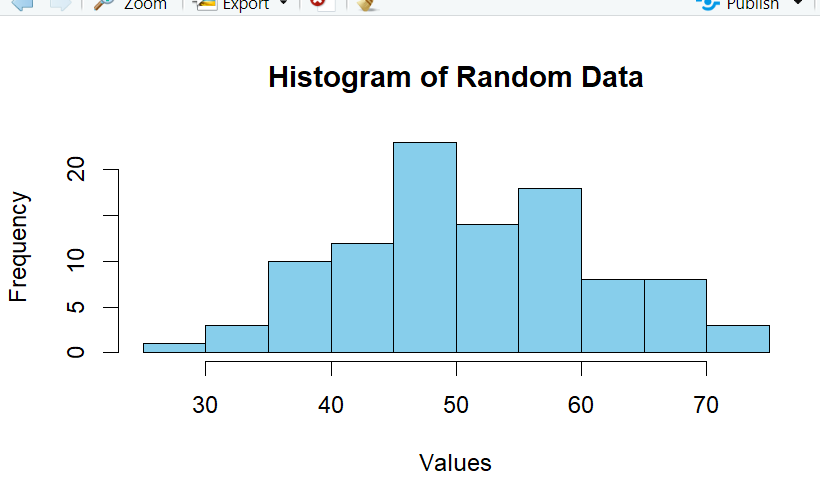 Zoom Export Publish
Histogram of Random Data
Frequency
20
10
5
0
30 40 50 60 70
Values